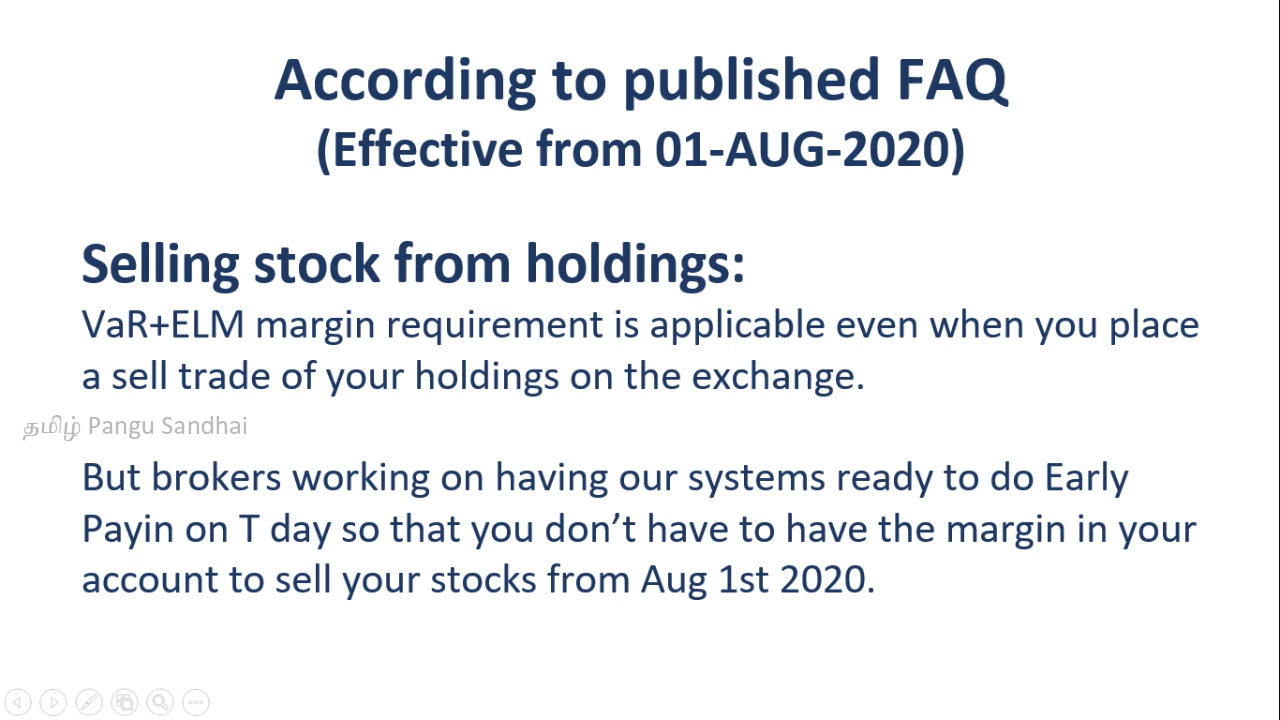 According to published FAQ
(Effective from 01-AUG-2020)
Selling stock from holdings:
VaR+ELM margin requirement is applicable even when you place
a sell trade of your holdings on the exchange.
தமிழ் Pangu Sandhai
But brokers working on having our systems ready to do Early
Payin on T day so that you don’t have to have the margin in your
account to sell your stocks from Aug 1st 2020.